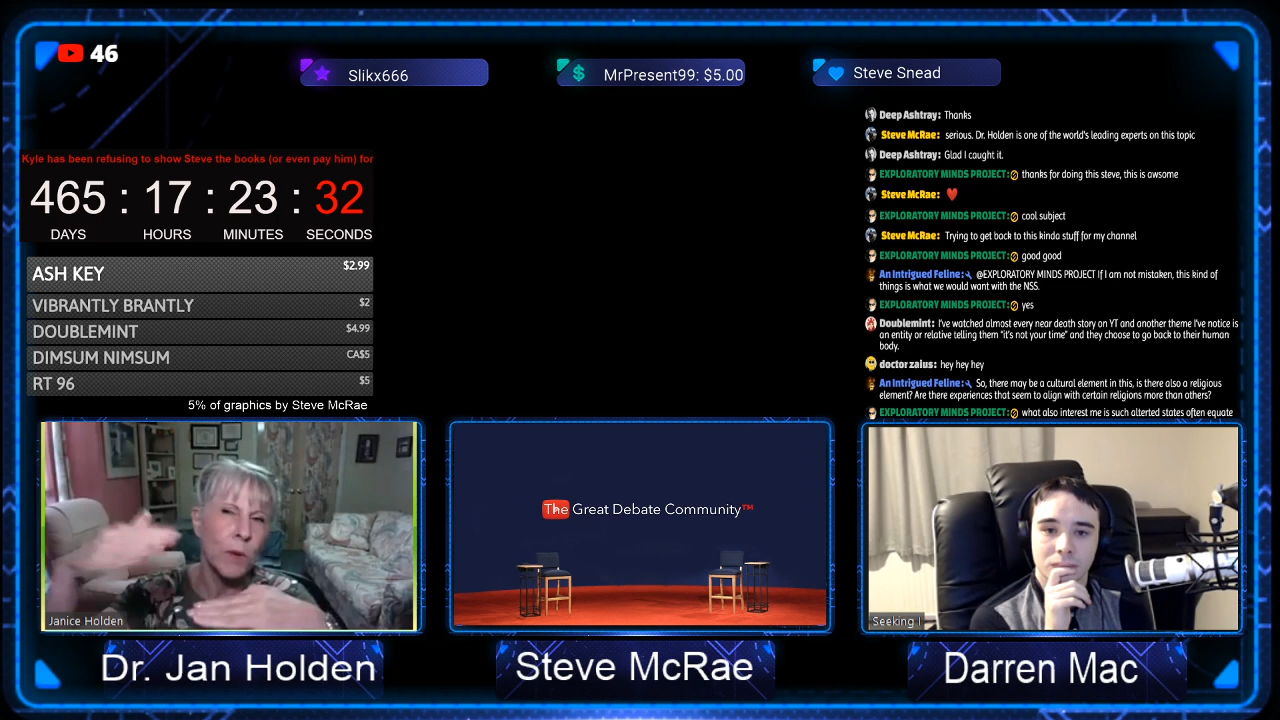 46
Slikx666
MrPresent99: $5.00
Steve Snead
Kyle has been refusing to show Steve the books (or even pay him) for
465 : 17 : 23 : 32
DAYS HOURS MINUTES SECONDS
ASH KEY $2.99
VIBRANTLY BRANTLY $2
DOUBLEMINT $4.99
DIMSUM NIMSUM CA$5
RT 96 $5
5% of graphics by Steve McRae
Deep Ashtray: Thanks
Steve McRae: serious. Dr. Holden is one of the world's leading experts on this topic
Deep Ashtray: Glad I caught it.
EXPLORATORY MINDS PROJECT: thanks for doing this steve, this is awsome
Steve McRae: ❤
EXPLORATORY MINDS PROJECT: cool subject
Steve McRae: Trying to get back to this kinda stuff for my channel
EXPLORATORY MINDS PROJECT: good good
An Intrigued Feline: @EXPLORATORY MINDS PROJECT If I am not mistaken, this kind of
things is what we would want with the NSS.
EXPLORATORY MINDS PROJECT: yes
Doublemint: I've watched almost every near death story on YT and another theme I've notice is
an entity or relative telling them "it's not your time" and they choose to go back to their human
body.
doctor zaius: hey hey hey
An Intrigued Feline: So, there may be a cultural element in this, is there also a religious
element? Are there experiences that seem to align with certain religions more than others?
EXPLORATORY MINDS PROJECT: what also interest me is such alterted states often equate
Janice Holden
The Great Debate Community™
Seeking I
Dr. Jan Holden
Steve McRae
Darren Mac